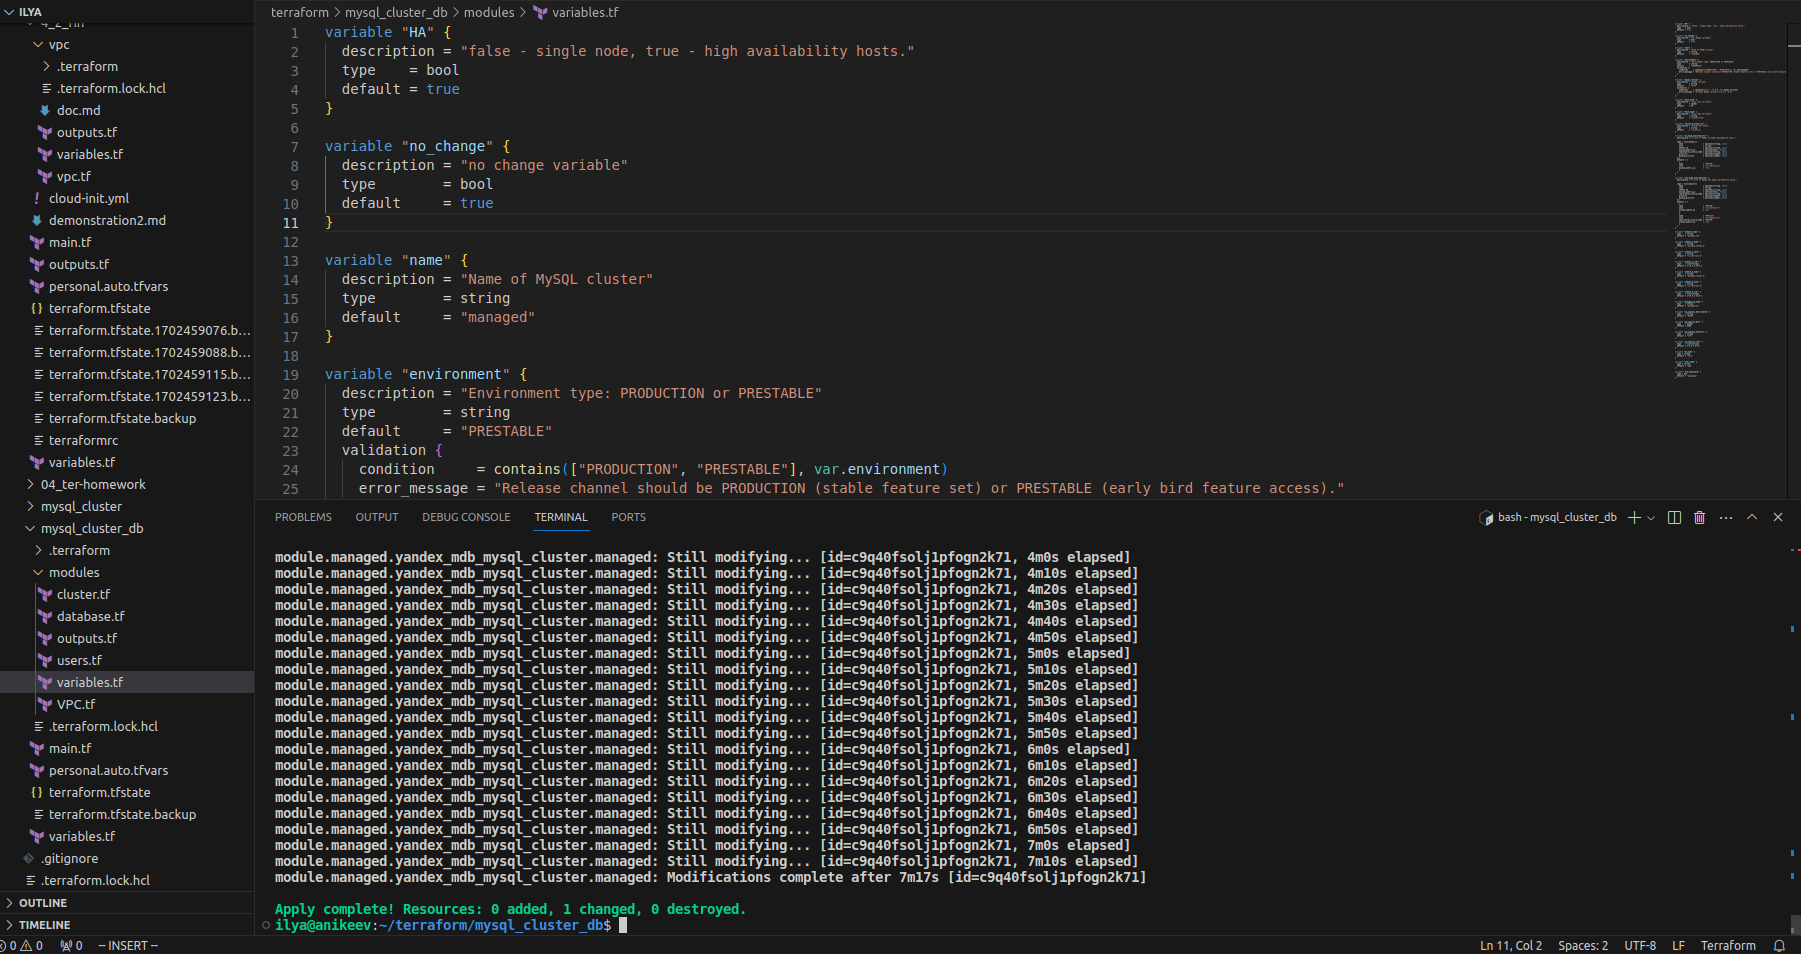 ILYA
vpc
.terraform
.terraform.lock.hcl
doc.md
outputs.tf
variables.tf
vpc.tf
cloud-init.yml
demonstration2.md
main.tf
outputs.tf
personal.auto.tfvars
terraform.tfstate
terraform.tfstate.1702459076.b...
terraform.tfstate.1702459088.b...
terraform.tfstate.1702459115.b...
terraform.tfstate.1702459123.b...
terraform.tfstate.backup
terraformrc
variables.tf
04_ter-homework
mysql_cluster
mysql_cluster_db
.terraform
modules
cluster.tf
database.tf
outputs.tf
users.tf
variables.tf
VPC.tf
.terraform.lock.hcl
main.tf
personal.auto.tfvars
terraform.tfstate
terraform.tfstate.backup
variables.tf
.gitignore
.terraform.lock.hcl
OUTLINE
TIMELINE
terraform > mysql_cluster_db > modules > variables.tf
1 variable "HA" {
2 description = "false - single node, true - high availability hosts."
3 type    = bool
4 default = true
5 }
6
7 variable "no_change" {
8 description = "no change variable"
9 type        = bool
10 default     = true
11 }
12
13 variable "name" {
14 description = "Name of MySQL cluster"
15 type        = string
16 default     = "managed"
17 }
18
19 variable "environment" {
20 description = "Environment type: PRODUCTION or PRESTABLE"
21 type        = string
22 default     = "PRESTABLE"
23 validation {
24 condition     = contains(["PRODUCTION", "PRESTABLE"], var.environment)
25 error_message = "Release channel should be PRODUCTION (stable feature set) or PRESTABLE (early bird feature access)."
PROBLEMS OUTPUT DEBUG CONSOLE TERMINAL PORTS bash - mysql_cluster_db
module.managed.yandex_mdb_mysql_cluster.managed: Still modifying... [id=c9q40fsolj1pfogn2k71, 4m0s elapsed]
module.managed.yandex_mdb_mysql_cluster.managed: Still modifying... [id=c9q40fsolj1pfogn2k71, 4m10s elapsed]
module.managed.yandex_mdb_mysql_cluster.managed: Still modifying... [id=c9q40fsolj1pfogn2k71, 4m20s elapsed]
module.managed.yandex_mdb_mysql_cluster.managed: Still modifying... [id=c9q40fsolj1pfogn2k71, 4m30s elapsed]
module.managed.yandex_mdb_mysql_cluster.managed: Still modifying... [id=c9q40fsolj1pfogn2k71, 4m40s elapsed]
module.managed.yandex_mdb_mysql_cluster.managed: Still modifying... [id=c9q40fsolj1pfogn2k71, 4m50s elapsed]
module.managed.yandex_mdb_mysql_cluster.managed: Still modifying... [id=c9q40fsolj1pfogn2k71, 5m0s elapsed]
module.managed.yandex_mdb_mysql_cluster.managed: Still modifying... [id=c9q40fsolj1pfogn2k71, 5m10s elapsed]
module.managed.yandex_mdb_mysql_cluster.managed: Still modifying... [id=c9q40fsolj1pfogn2k71, 5m20s elapsed]
module.managed.yandex_mdb_mysql_cluster.managed: Still modifying... [id=c9q40fsolj1pfogn2k71, 5m30s elapsed]
module.managed.yandex_mdb_mysql_cluster.managed: Still modifying... [id=c9q40fsolj1pfogn2k71, 5m40s elapsed]
module.managed.yandex_mdb_mysql_cluster.managed: Still modifying... [id=c9q40fsolj1pfogn2k71, 5m50s elapsed]
module.managed.yandex_mdb_mysql_cluster.managed: Still modifying... [id=c9q40fsolj1pfogn2k71, 6m0s elapsed]
module.managed.yandex_mdb_mysql_cluster.managed: Still modifying... [id=c9q40fsolj1pfogn2k71, 6m10s elapsed]
module.managed.yandex_mdb_mysql_cluster.managed: Still modifying... [id=c9q40fsolj1pfogn2k71, 6m20s elapsed]
module.managed.yandex_mdb_mysql_cluster.managed: Still modifying... [id=c9q40fsolj1pfogn2k71, 6m30s elapsed]
module.managed.yandex_mdb_mysql_cluster.managed: Still modifying... [id=c9q40fsolj1pfogn2k71, 6m40s elapsed]
module.managed.yandex_mdb_mysql_cluster.managed: Still modifying... [id=c9q40fsolj1pfogn2k71, 6m50s elapsed]
module.managed.yandex_mdb_mysql_cluster.managed: Still modifying... [id=c9q40fsolj1pfogn2k71, 7m0s elapsed]
module.managed.yandex_mdb_mysql_cluster.managed: Still modifying... [id=c9q40fsolj1pfogn2k71, 7m10s elapsed]
module.managed.yandex_mdb_mysql_cluster.managed: Modifications complete after 7m17s [id=c9q40fsolj1pfogn2k71]
Apply complete! Resources: 0 added, 1 changed, 0 destroyed.
ilya@anikeev:~/terraform/mysql_cluster_db$
0 0 0 -- INSERT -- Ln 11, Col 2 Spaces: 2 UTF-8 LF Terraform